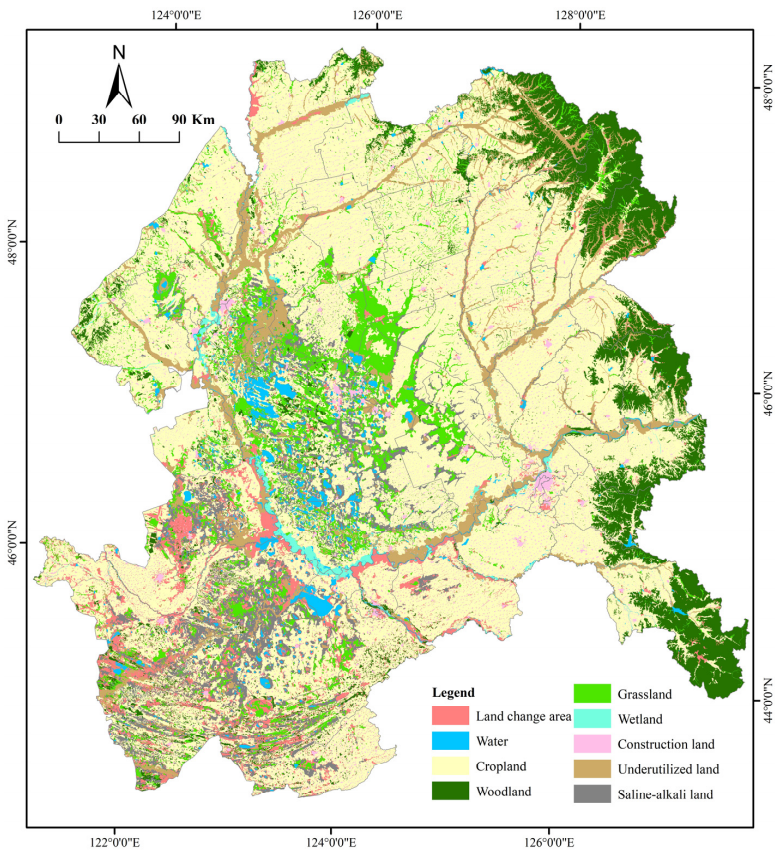 124°0'0"E 126°0'0"E 128°0'0"E
N
0 30 60 90 Km
48°0'0"N
48°0'0"N
46°0'0"N
46°0'0"N
44°0'0"N
Legend
Land change area
Water
Cropland
Woodland
Grassland
Wetland
Construction land
Underutilized land
Saline-alkali land
122°0'0"E 124°0'0"E 126°0'0"E